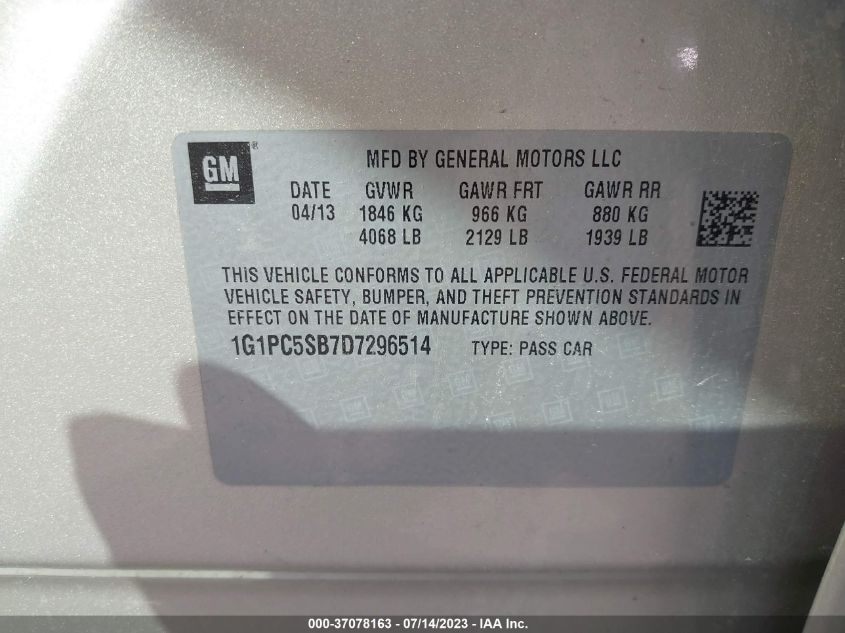 GM ®
MFD BY GENERAL MOTORS LLC
DATE GVWR GAWR FRT GAWR RR
04/13 1846 KG 966 KG 880 KG
4068 LB 2129 LB 1939 LB
THIS VEHICLE CONFORMS TO ALL APPLICABLE U.S. FEDERAL MOTOR
VEHICLE SAFETY, BUMPER, AND THEFT PREVENTION STANDARDS IN
EFFECT ON THE DATE OF MANUFACTURE SHOWN ABOVE.
1G1PC5SB7D7296514 TYPE: PASS CAR
000-37078163 - 07/14/2023 - IAA Inc.